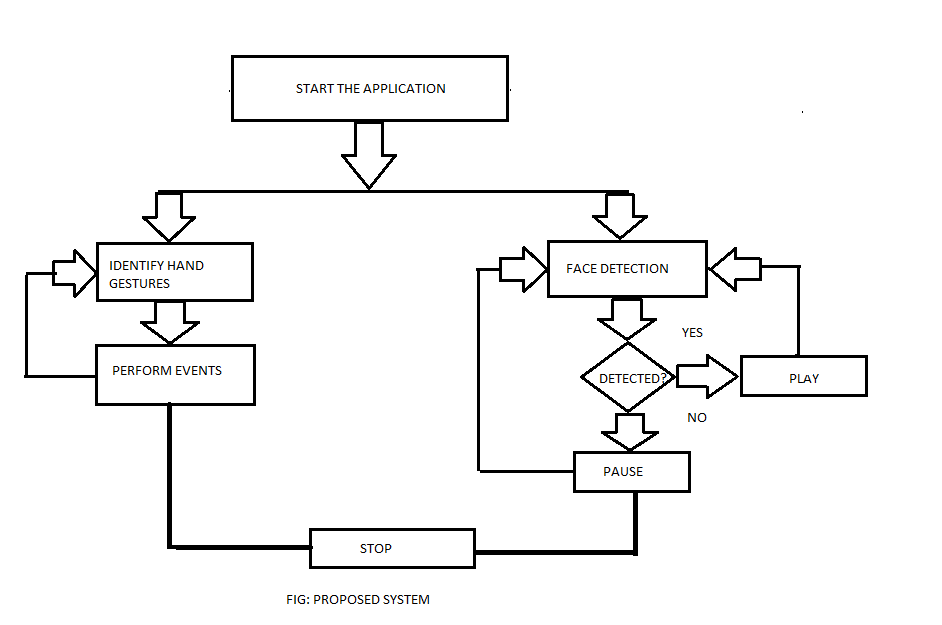 START THE APPLICATION
IDENTIFY HAND
GESTURES
FACE DETECTION
YES
PERFORM EVENTS
DETECTED?
PLAY
NO
PAUSE
STOP
FIG: PROPOSED SYSTEM